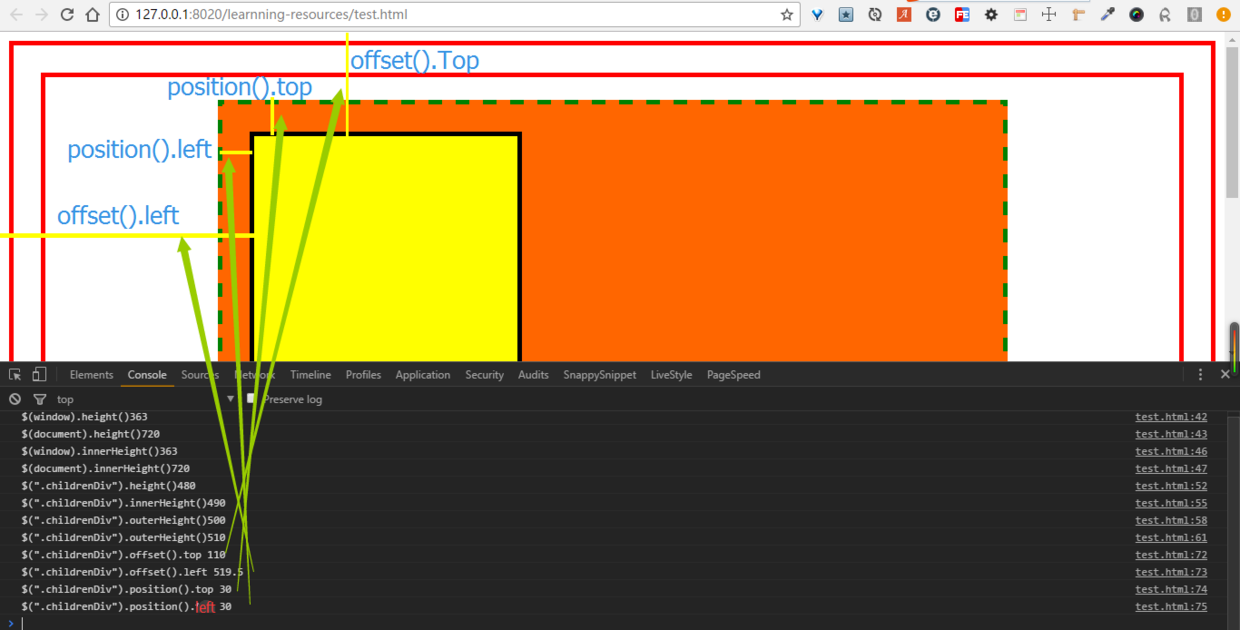 127.0.0.1:8020/learnning-resources/test.html
offset().Top
position().top
position().left
offset().left
Elements Console Sources Network Timeline Profiles Application Security Audits SnappySnippet LiveStyle PageSpeed
top Preserve log
$(window).height()363 test.html:42
$(document).height()720 test.html:43
$(window).innerHeight()363 test.html:46
$(document).innerHeight()720 test.html:47
$(".childrenDiv").height()480 test.html:52
$(".childrenDiv").innerHeight()490 test.html:55
$(".childrenDiv").outerHeight()500 test.html:58
$(".childrenDiv").outerHeight()510 test.html:61
$(".childrenDiv").offset().top 110 test.html:72
$(".childrenDiv").offset().left 519.5 test.html:73
$(".childrenDiv").position().top 30 test.html:74
$(".childrenDiv").position().left 30 test.html:75